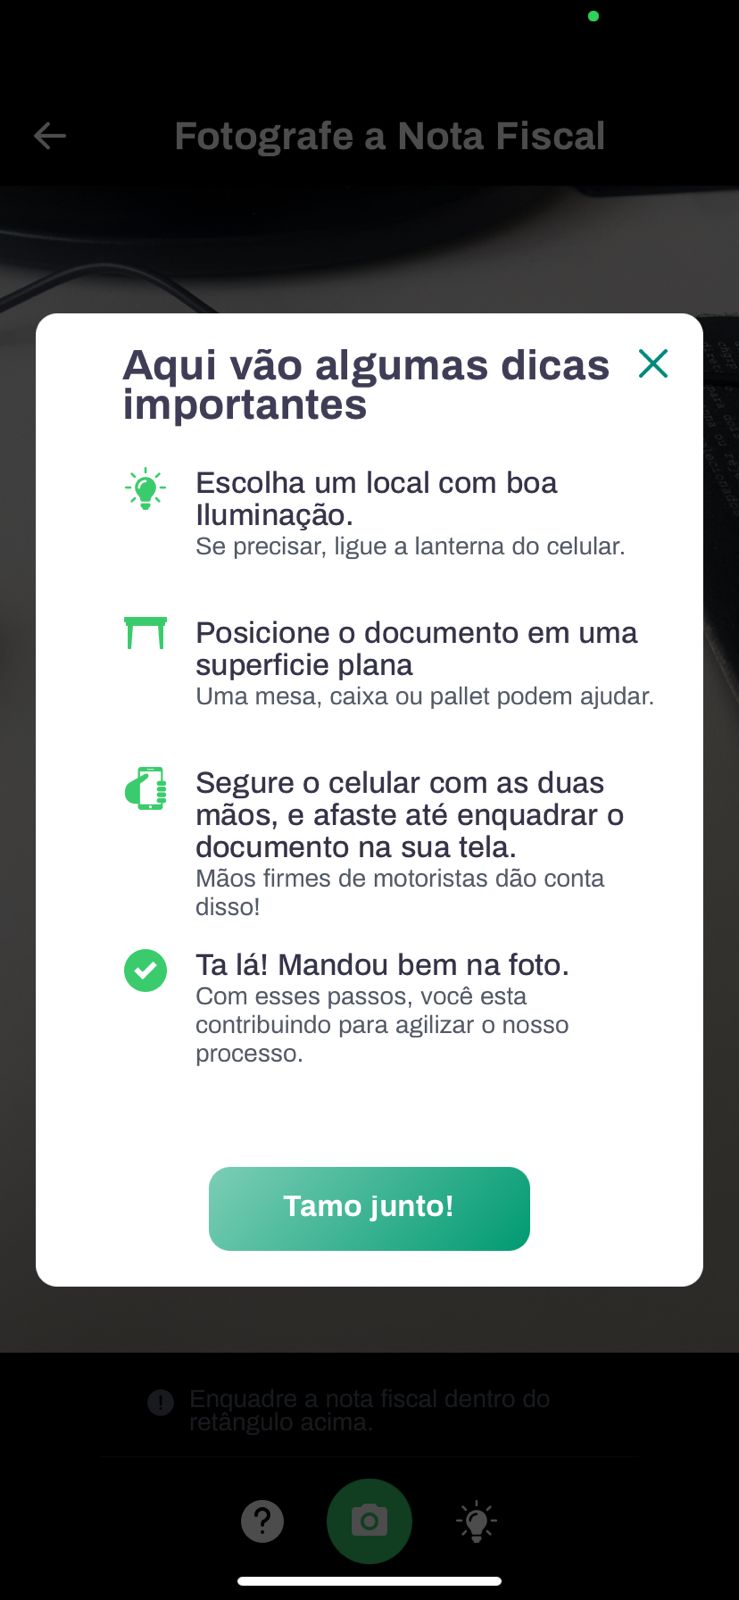 Fotografe a Nota Fiscal
Aqui vão algumas dicas
importantes
Escolha um local com boa
Iluminação.
Se precisar, ligue a lanterna do celular.
Posicione o documento em uma
superficie plana
Uma mesa, caixa ou pallet podem ajudar.
Segure o celular com as duas
mãos, e afaste até enquadrar o
documento na sua tela.
Mãos firmes de motoristas dão conta
disso!
Ta lá! Mandou bem na foto.
Com esses passos, você esta
contribuindo para agilizar o nosso
processo.
Tamo junto!
Enquadre a nota fiscal dentro do
retângulo acima.